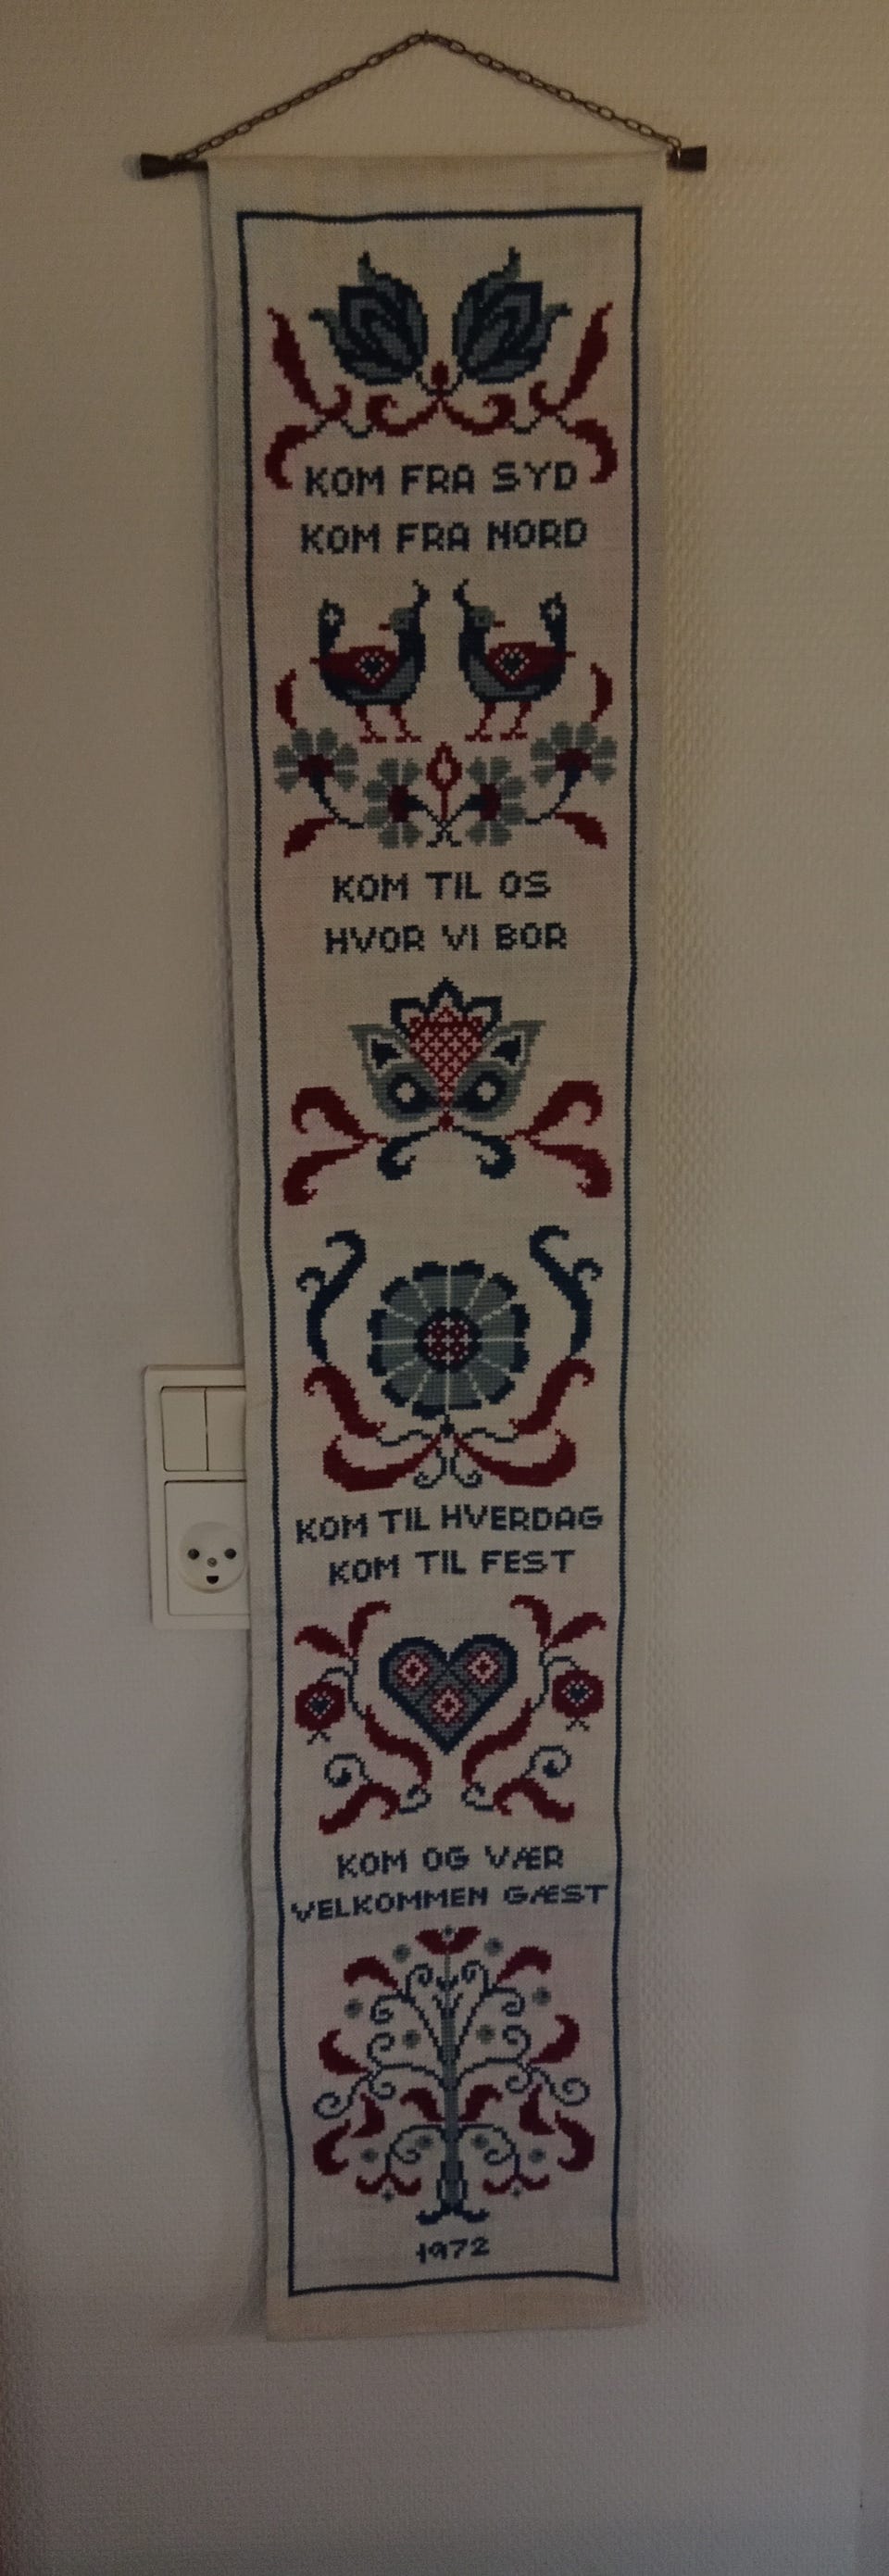 KOM FRA SYD
KOM FRA NORD
KOM TIL OS
HVOR VI BOR
KOM TIL HVERDAG
KOM TIL FEST
KOM OG VÆR
VELKOMMEN GÆST
1972